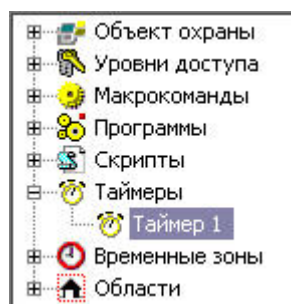 Объект охраны
Уровни доступа
Макрокоманды
Программы
Скрипты
Таймеры
Таймер 1
Временные зоны
Области